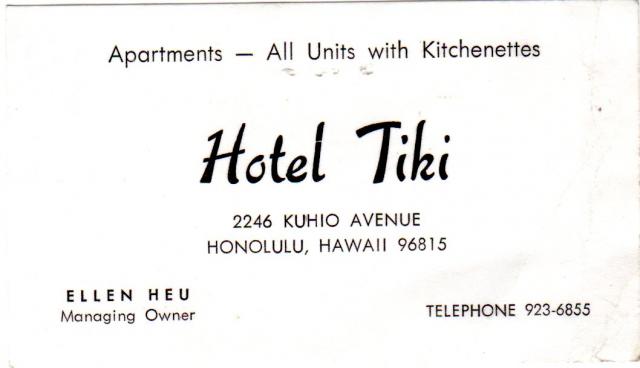 Apartments — All Units with Kitchenettes
Hotel Tiki
2246 KUHIO AVENUE
HONOLULU, HAWAII 96815
ELLEN HEU
Managing Owner
TELEPHONE 923-6855